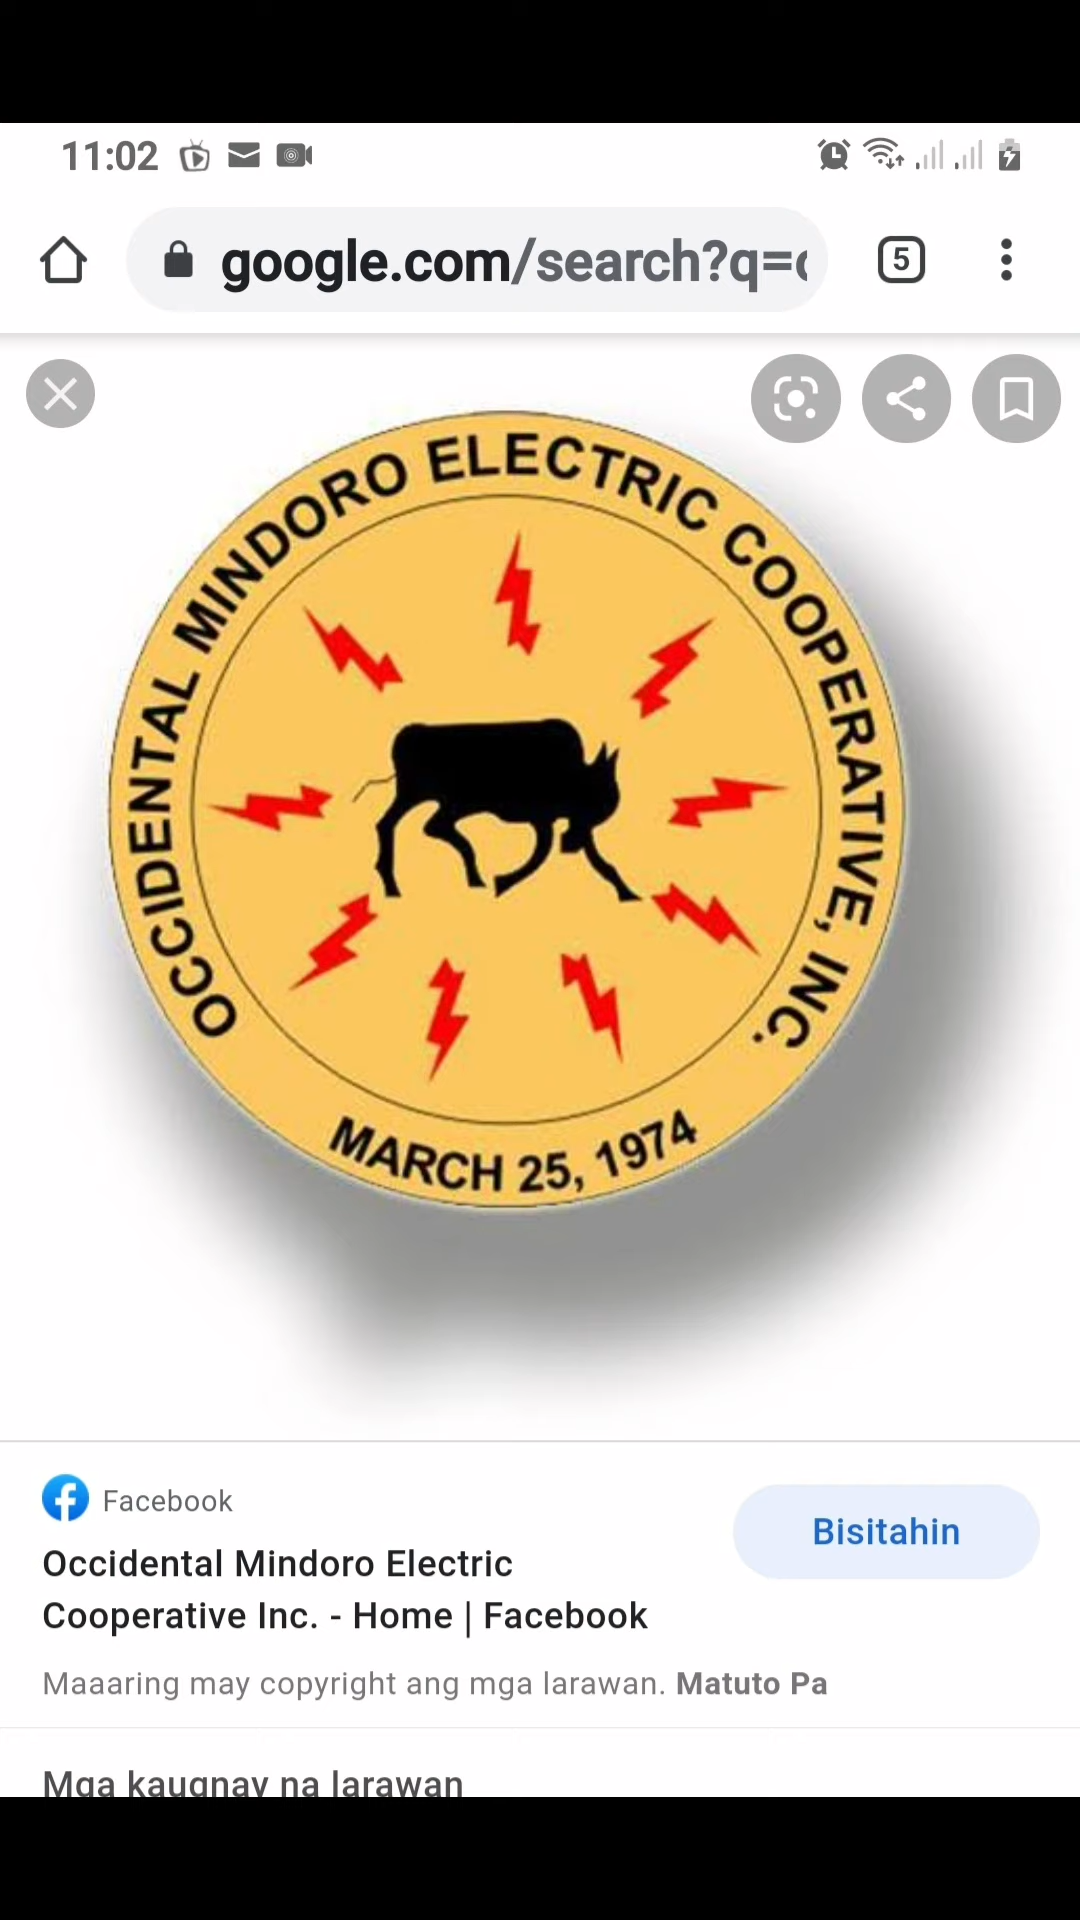 11:02
google.com/search?q=
5
OCCIDENTAL MINDORO ELECTRIC COOPERATIVE, INC.
MARCH 25, 1974
Facebook
Bisitahin
Occidental Mindoro Electric
Cooperative Inc. - Home | Facebook
Maaaring may copyright ang mga larawan. Matuto Pa
Mga kaugnay na larawan